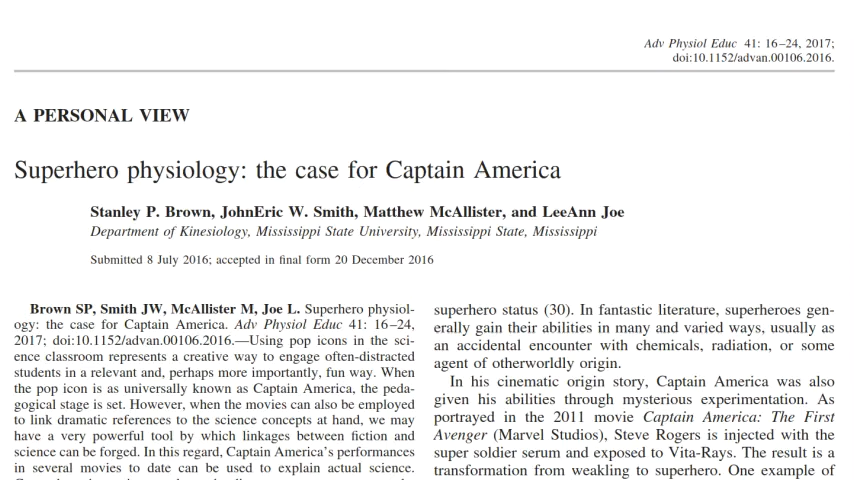 Adv Physiol Educ 41: 16–24, 2017;
doi:10.1152/advan.00106.2016.
A PERSONAL VIEW
Superhero physiology: the case for Captain America
Stanley P. Brown, JohnEric W. Smith, Matthew McAllister, and LeeAnn Joe
Department of Kinesiology, Mississippi State University, Mississippi State, Mississippi
Submitted 8 July 2016; accepted in final form 20 December 2016
Brown SP, Smith JW, McAllister M, Joe L. Superhero physiol-
ogy: the case for Captain America. Adv Physiol Educ 41: 16–24,
2017; doi:10.1152/advan.00106.2016.—Using pop icons in the sci-
ence classroom represents a creative way to engage often-distracted
students in a relevant and, perhaps more importantly, fun way. When
the pop icon is as universally known as Captain America, the peda-
gogical stage is set. However, when the movies can also be employed
to link dramatic references to the science concepts at hand, we may
have a very powerful tool by which linkages between fiction and
science can be forged. In this regard, Captain America's performances
in several movies to date can be used to explain actual science.
superhero status (30). In fantastic literature, superheroes gen-
erally gain their abilities in many and varied ways, usually as
an accidental encounter with chemicals, radiation, or some
agent of otherworldly origin.
In his cinematic origin story, Captain America was also
given his abilities through mysterious experimentation. As
portrayed in the 2011 movie Captain America: The First
Avenger (Marvel Studios), Steve Rogers is injected with the
super soldier serum and exposed to Vita-Rays. The result is a
transformation from weakling to superhero. One example of